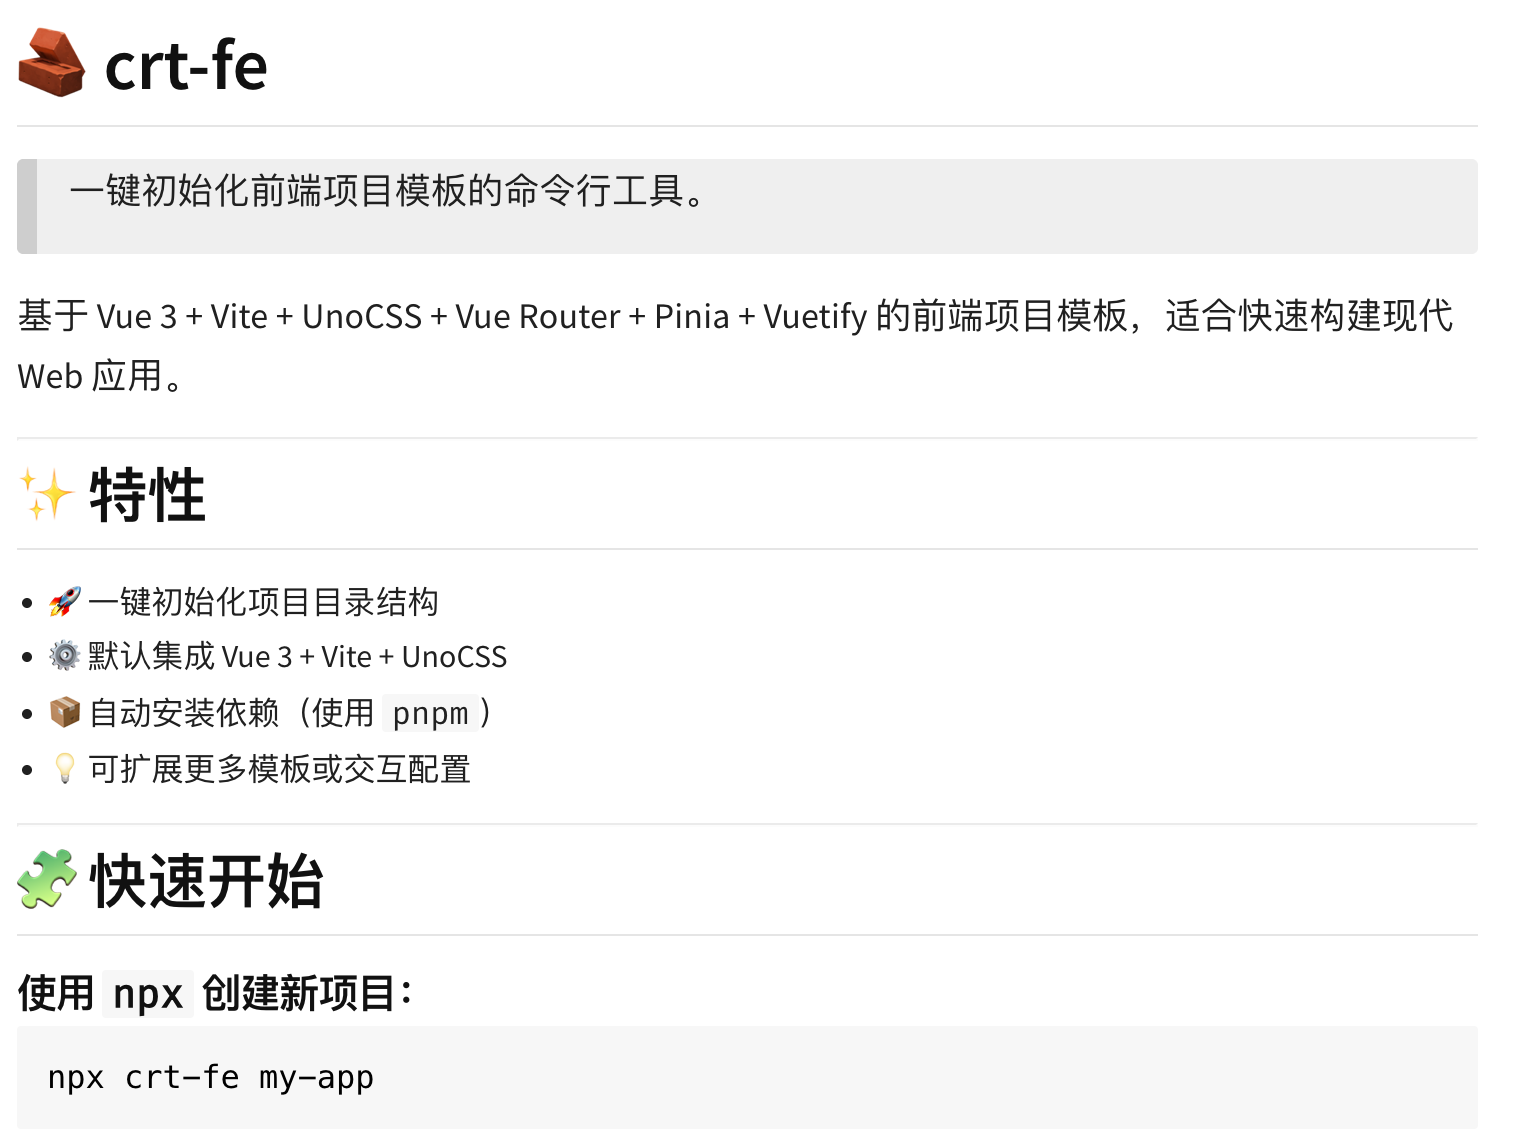 🧱 crt-fe
一键初始化前端项目模板的命令行工具。
基于 Vue 3 + Vite + UnoCSS + Vue Router + Pinia + Vuetify 的前端项目模板，适合快速构建现代
Web 应用。
✨ 特性
• 🚀 一键初始化项目目录结构
• ⚙️ 默认集成 Vue 3 + Vite + UnoCSS
• 📦 自动安装依赖（使用 pnpm）
• 💡 可扩展更多模板或交互配置
🧩 快速开始
使用 npx 创建新项目：
npx crt-fe my-app